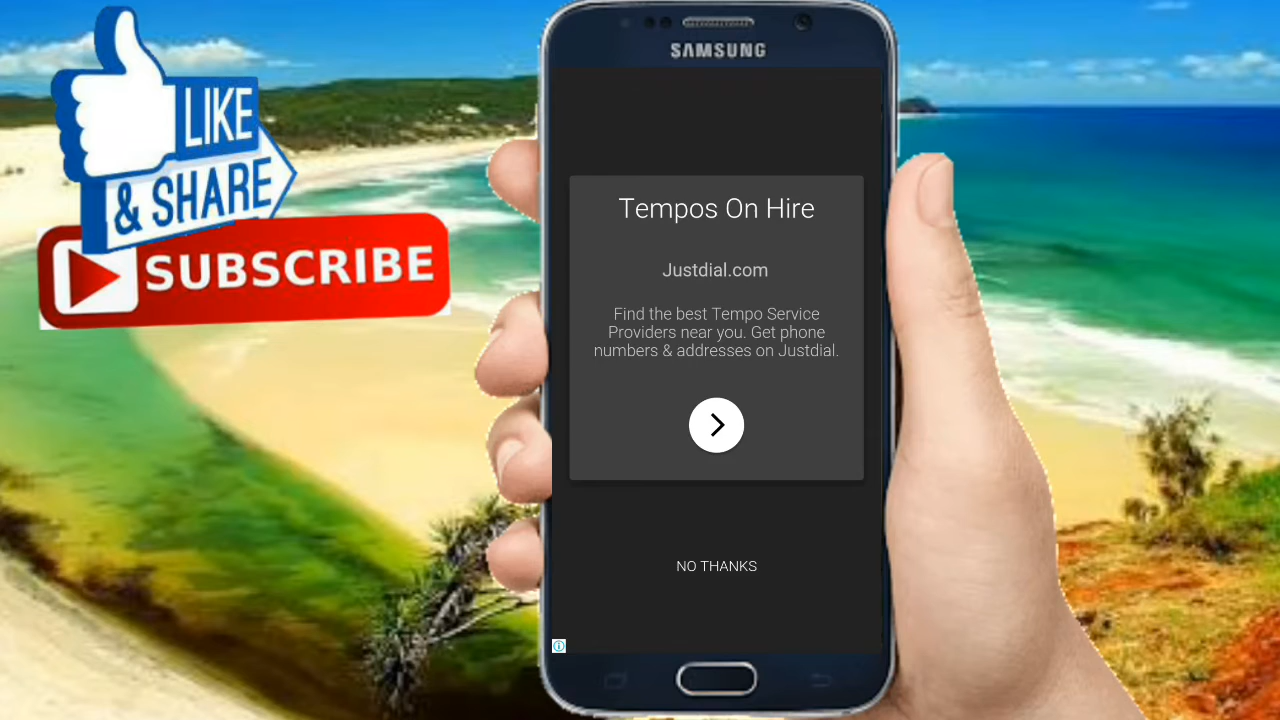 LIKE
& SHARE
SUBSCRIBE
SAMSUNG
Tempos On Hire
Justdial.com
Find the best Tempo Service
Providers near you. Get phone
numbers & addresses on Justdial.
NO THANKS